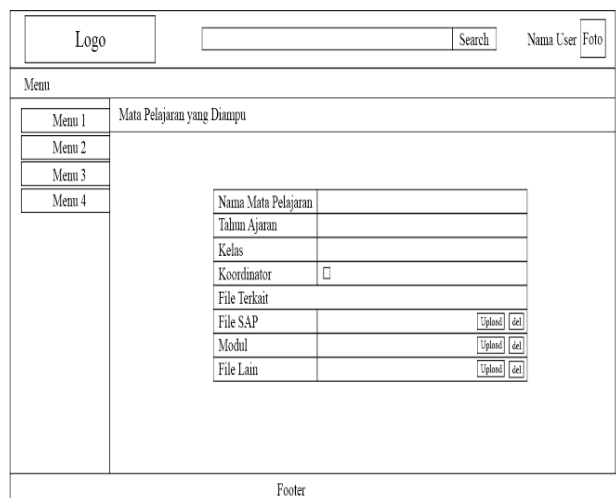 Logo
Search
Nama User Foto
Menu
Menu 1
Mata Pelajaran yang Diampu
Menu 2
Menu 3
Menu 4
Nama Mata Pelajaran
Tahun Ajaran
Kelas
Koordinator
File Terkait
File SAP Upload del
Modul Upload del
File Lain Upload del
Footer